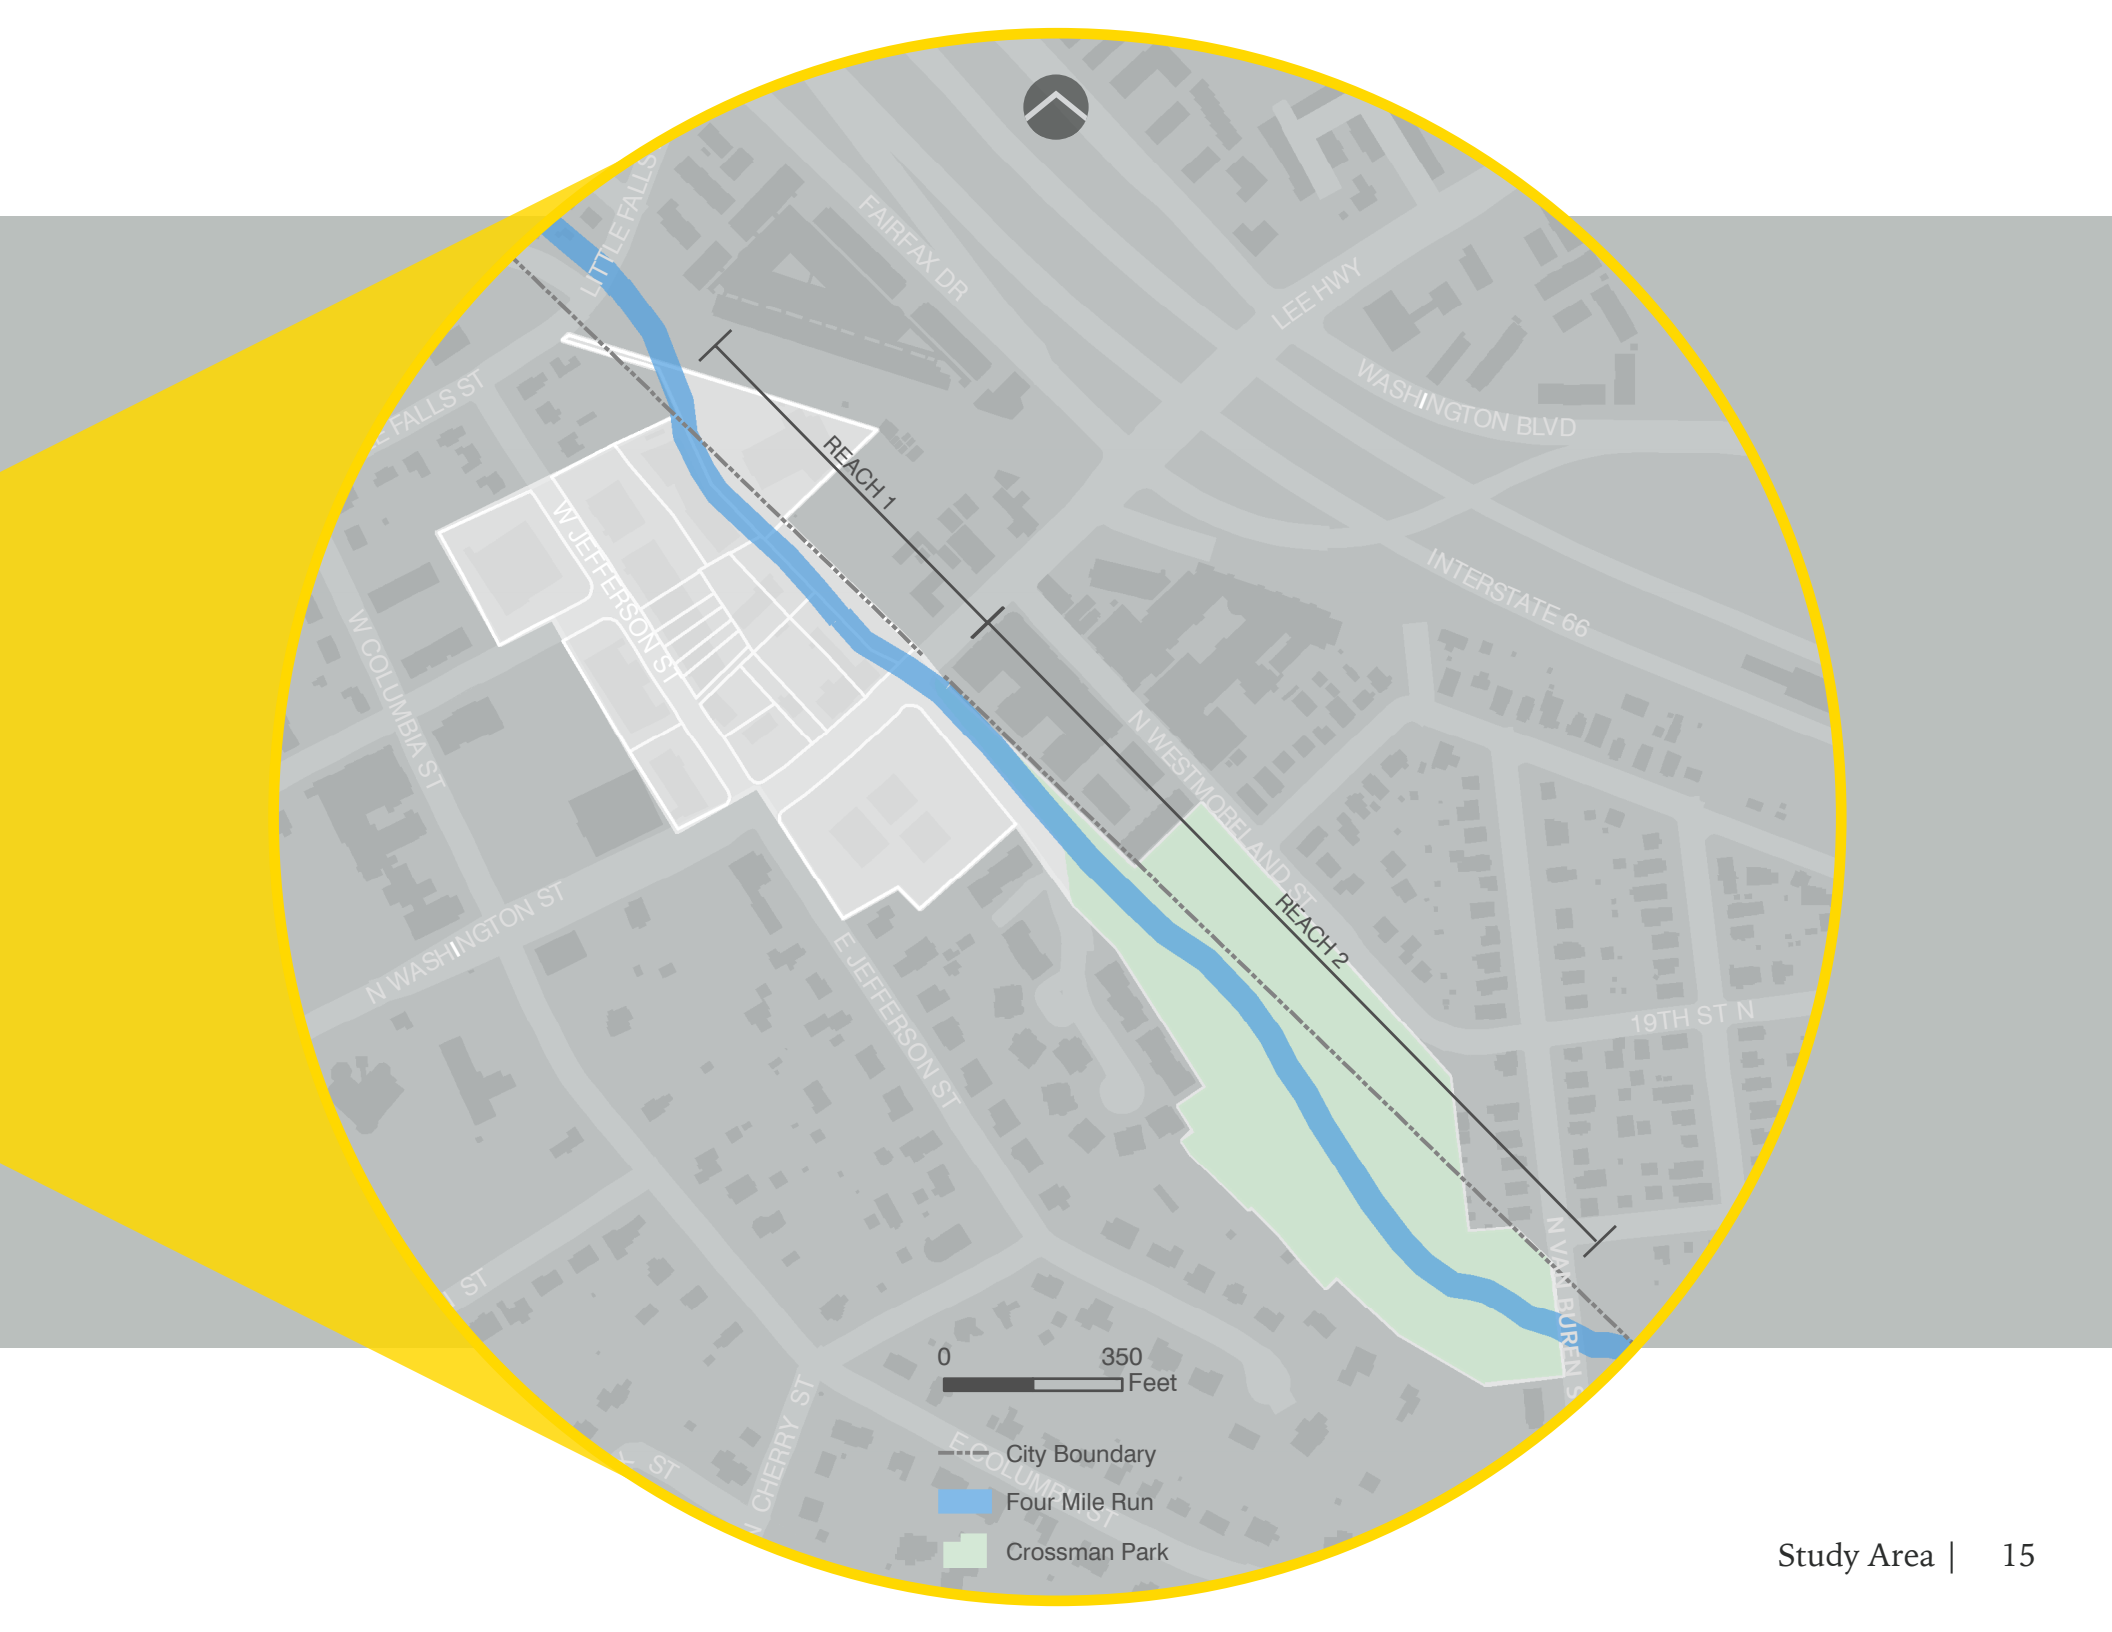 LITTLE FALLS
FAIRFAX DR
LEE HWY
WASHINGTON BLVD
E FALLS ST
REACH 1
W JEFFERSON ST
INTERSTATE 66
W COLUMBIA ST
N WESTMORELAND ST
REACH 2
N WASHINGTON ST
E JEFFERSON ST
19TH ST N
N VAN BUREN S
ST
0 350
Feet
N CHERRY ST
ST
E COLUMBIA ST
City Boundary
Four Mile Run
Crossman Park
Study Area | 15